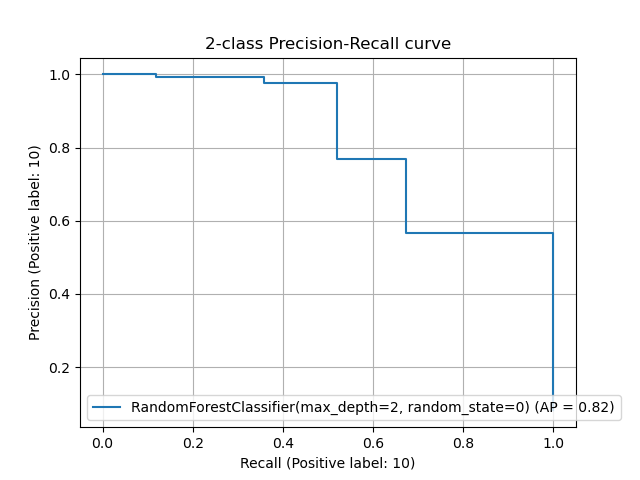 2-class Precision-Recall curve
1.0
0.8
0.6
0.4
0.2
Precision (Positive label: 10)
RandomForestClassifier(max_depth=2, random_state=0) (AP = 0.82)
0.0 0.2 0.4 0.6 0.8 1.0
Recall (Positive label: 10)